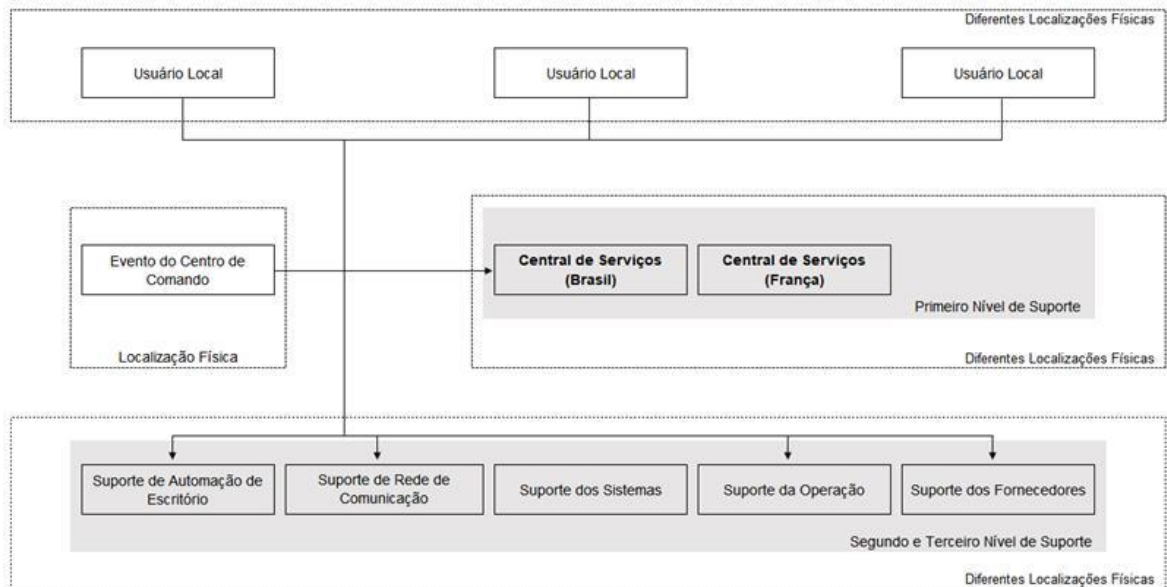 Diferentes Localizações Físicas
Usuário Local
Usuário Local
Usuário Local
Evento do Centro de
Comando
Localização Física
Central de Serviços
(Brasil)
Central de Serviços
(França)
Primeiro Nível de Suporte
Diferentes Localizações Físicas
Suporte de Automação de
Escritório
Suporte de Rede de
Comunicação
Suporte dos Sistemas
Suporte da Operação
Suporte dos Fornecedores
Segundo e Terceiro Nível de Suporte
Diferentes Localizações Físicas